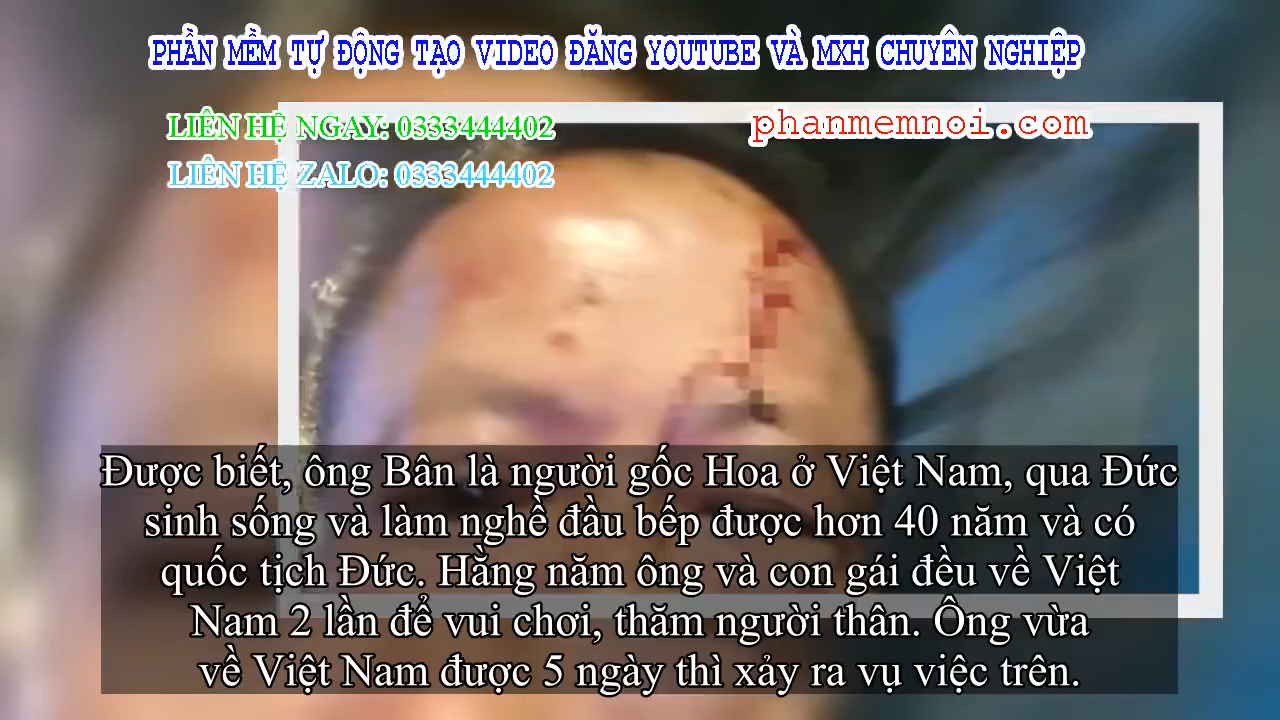 PHẦN MỀM TỰ ĐỘNG TẠO VIDEO ĐĂNG YOUTUBE VÀ MXH CHUYÊN NGHIỆP
LIÊN HỆ NGAY: 0333444402
phanmemnoi.com
LIÊN HỆ ZALO: 0333444402
Được biết, ông Bân là người gốc Hoa ở Việt Nam, qua Đức
sinh sống và làm nghề đầu bếp được hơn 40 năm và có
quốc tịch Đức. Hằng năm ông và con gái đều về Việt
Nam 2 lần để vui chơi, thăm người thân. Ông vừa
về Việt Nam được 5 ngày thì xảy ra vụ việc trên.